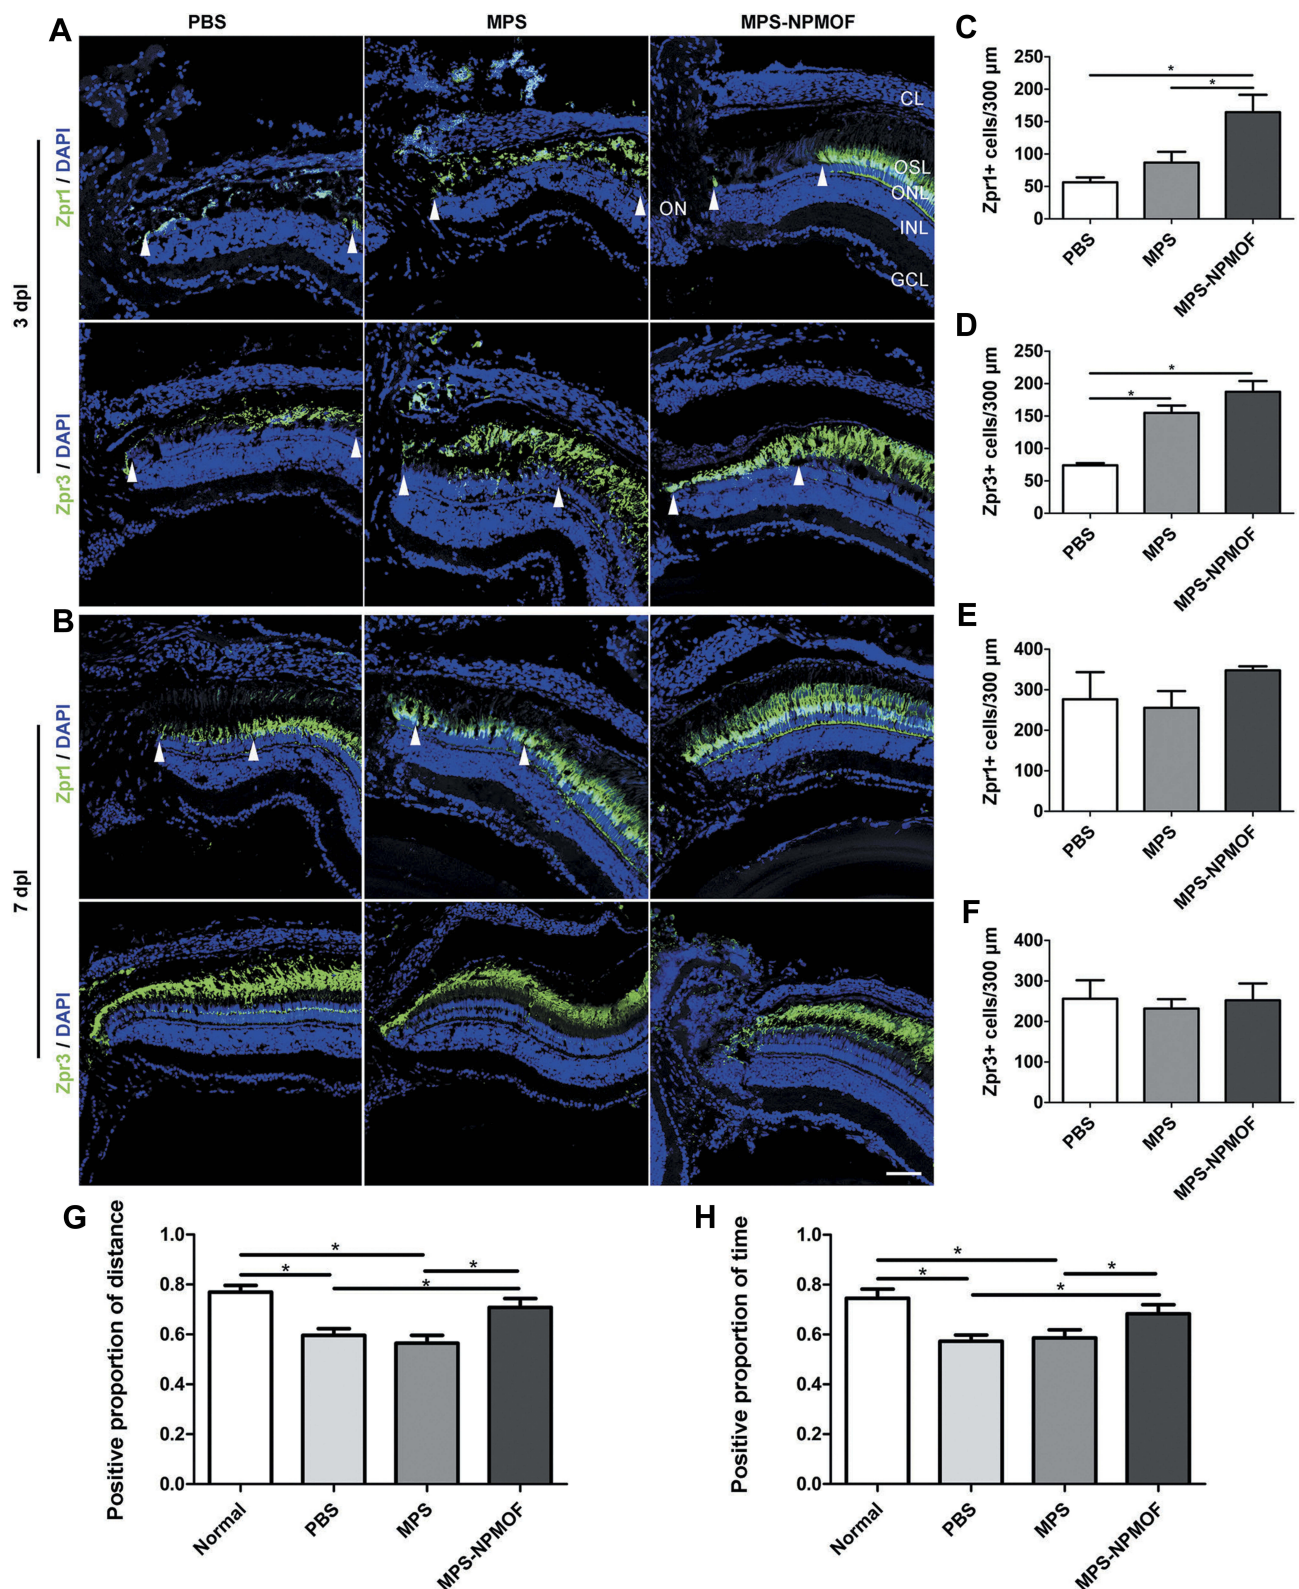 A
PBS
MPS
MPS-NPMOF
3 dpl
Zpr1 / DAPI
CL
OSL
ONL
ON
INL
GCL
Zpr3 / DAPI
B
7 dpl
Zpr1 / DAPI
Zpr3 / DAPI
C
Zpr1+ cells/300 μm
250
200
150
100
50
0
*
*
PBS
MPS
MPS-NPMOF
D
Zpr3+ cells/300 μm
250
200
150
100
50
0
*
*
PBS
MPS
MPS-NPMOF
E
Zpr1+ cells/300 μm
400
300
200
100
0
PBS
MPS
MPS-NPMOF
F
Zpr3+ cells/300 μm
400
300
200
100
0
PBS
MPS
MPS-NPMOF
G
Positive proportion of distance
1.0
0.8
0.6
0.4
0.2
0.0
*
*
*
*
Normal
PBS
MPS
MPS-NPMOF
H
Positive proportion of time
1.0
0.8
0.6
0.4
0.2
0.0
*
*
*
*
Normal
PBS
MPS
MPS-NPMOF